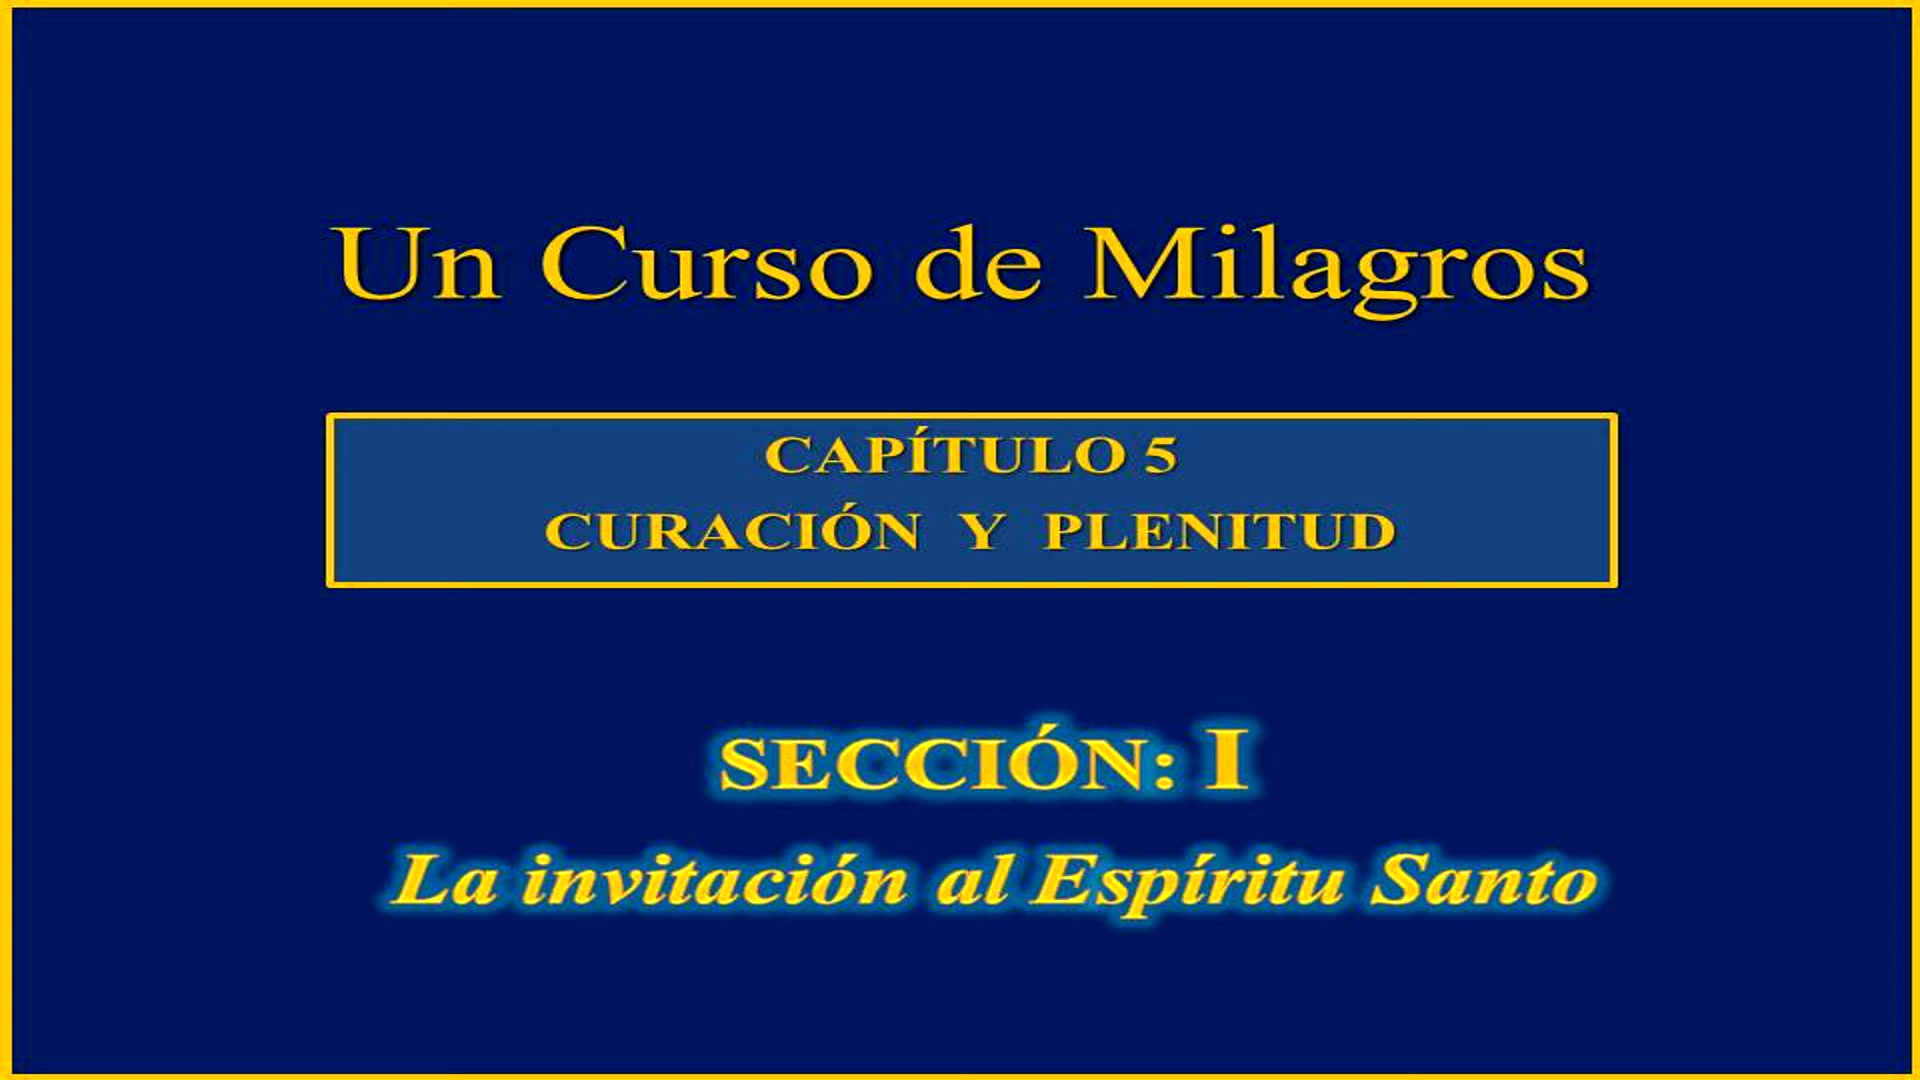 Un Curso de Milagros
CAPÍTULO 5
CURACIÓN Y PLENITUD
SECCIÓN: I
La invitación al Espíritu Santo